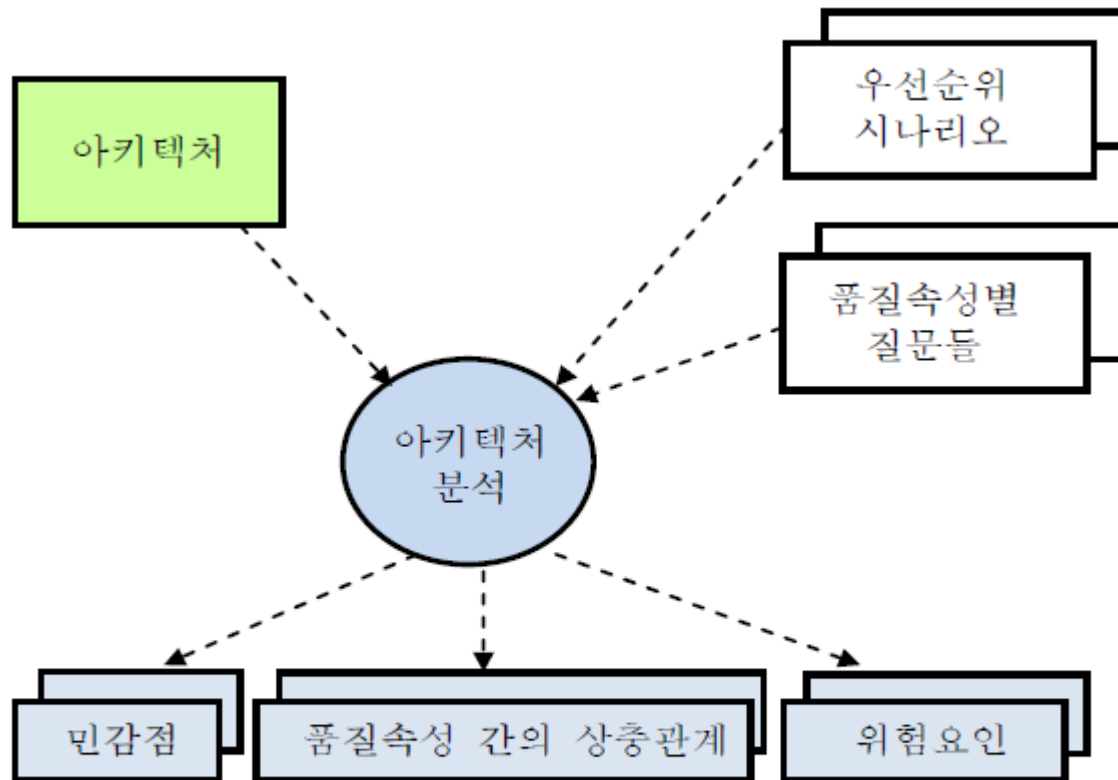 아키텍처
우선순위
시나리오
품질속성별
질문들
아키텍처
분석
민감점
품질속성 간의 상충관계
위험요인